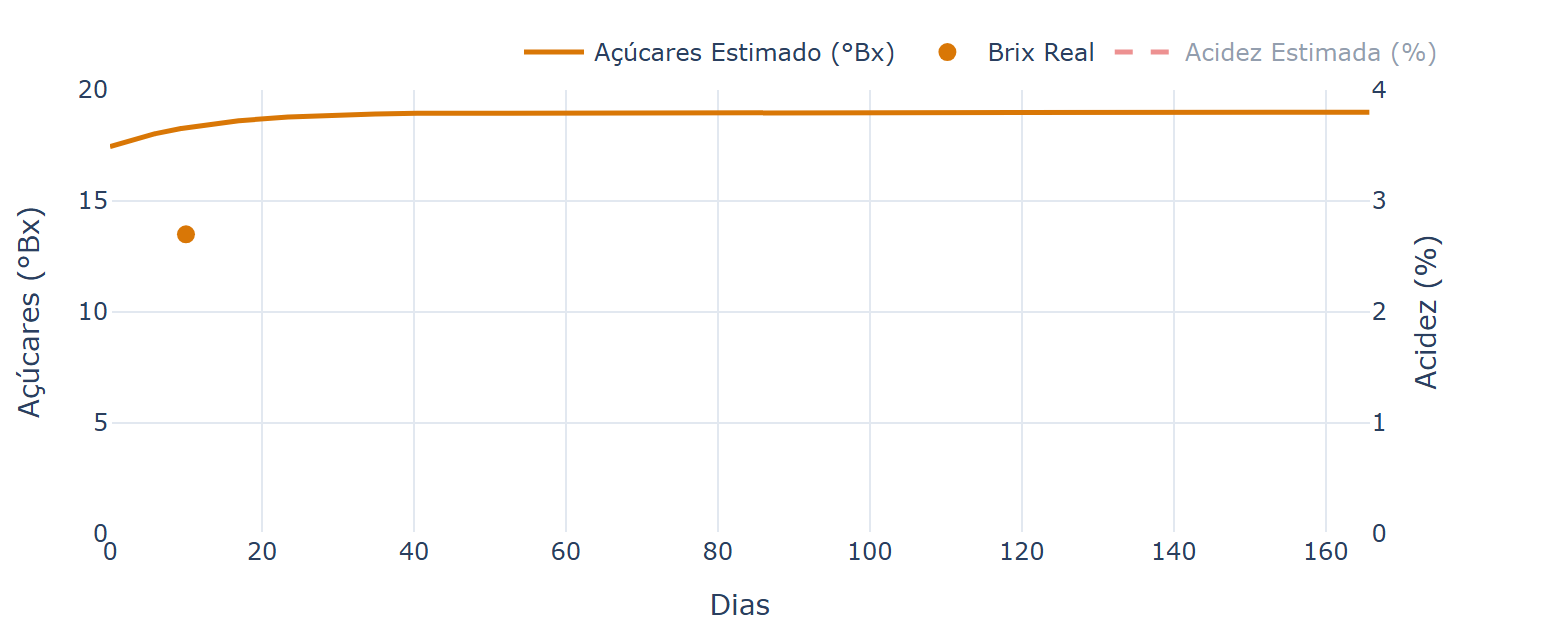 Açúcares Estimado (°Bx) Brix Real Acidez Estimada (%)
20 4
15 3
10 2
5 1
0 0
0 20 40 60 80 100 120 140 160
Açúcares (°Bx)
Acidez (%)
Dias